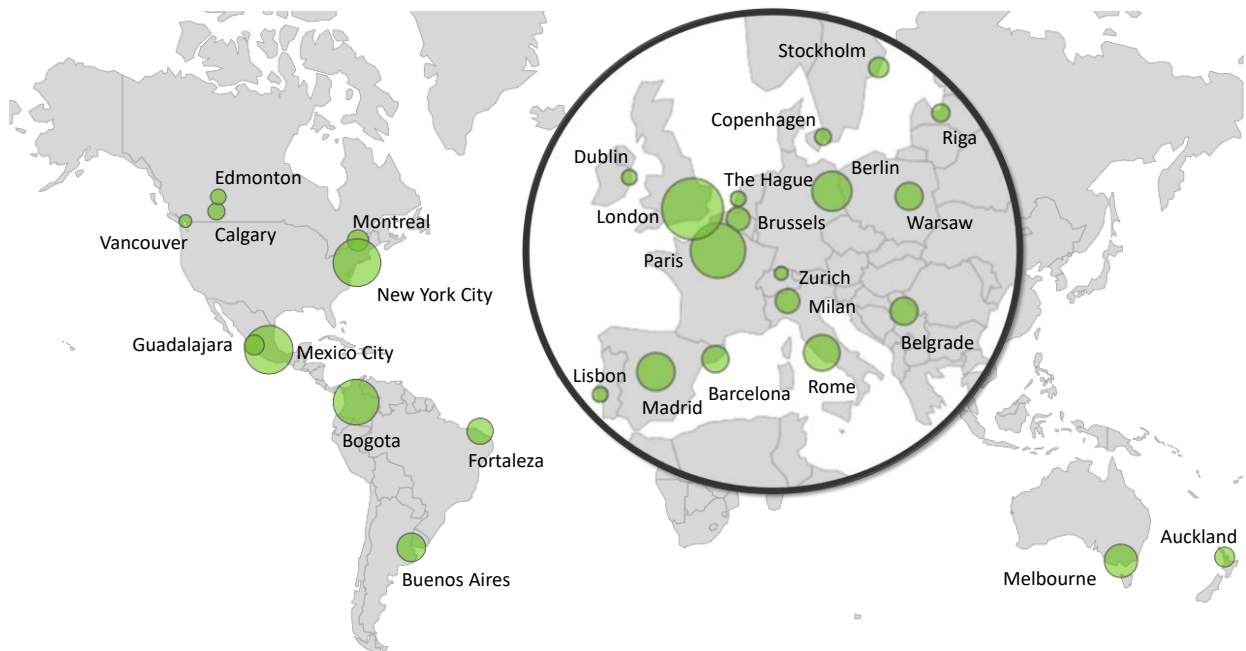 Stockholm
Copenhagen
Riga
Dublin
The Hague
Berlin
Edmonton
London
Brussels
Warsaw
Montreal
Calgary
Vancouver
Paris
Zurich
New York City
Milan
Guadalajara
Mexico City
Belgrade
Lisbon
Barcelona
Rome
Madrid
Bogota
Fortaleza
Auckland
Buenos Aires
Melbourne